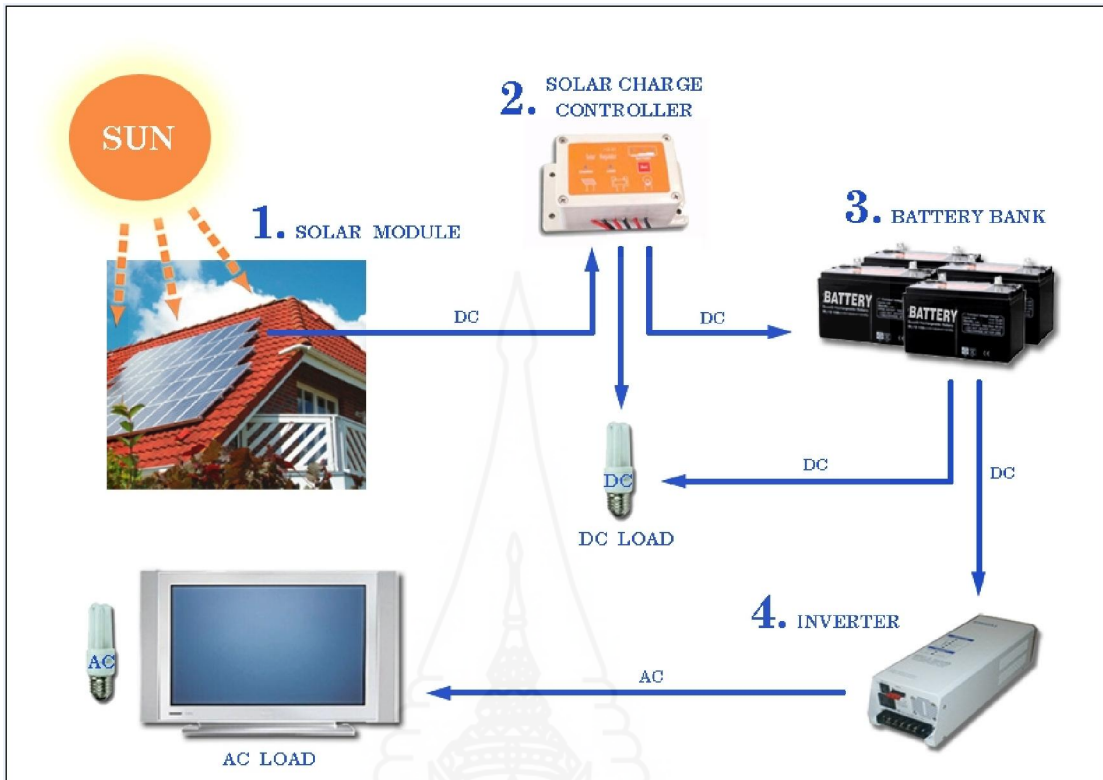 SUN
1. SOLAR MODULE
2. SOLAR CHARGE
CONTROLLER
3. BATTERY BANK
BATTERY
BATTERY
DC
DC
DC
DC
DC
DC LOAD
4. INVERTER
AC
AC
AC LOAD